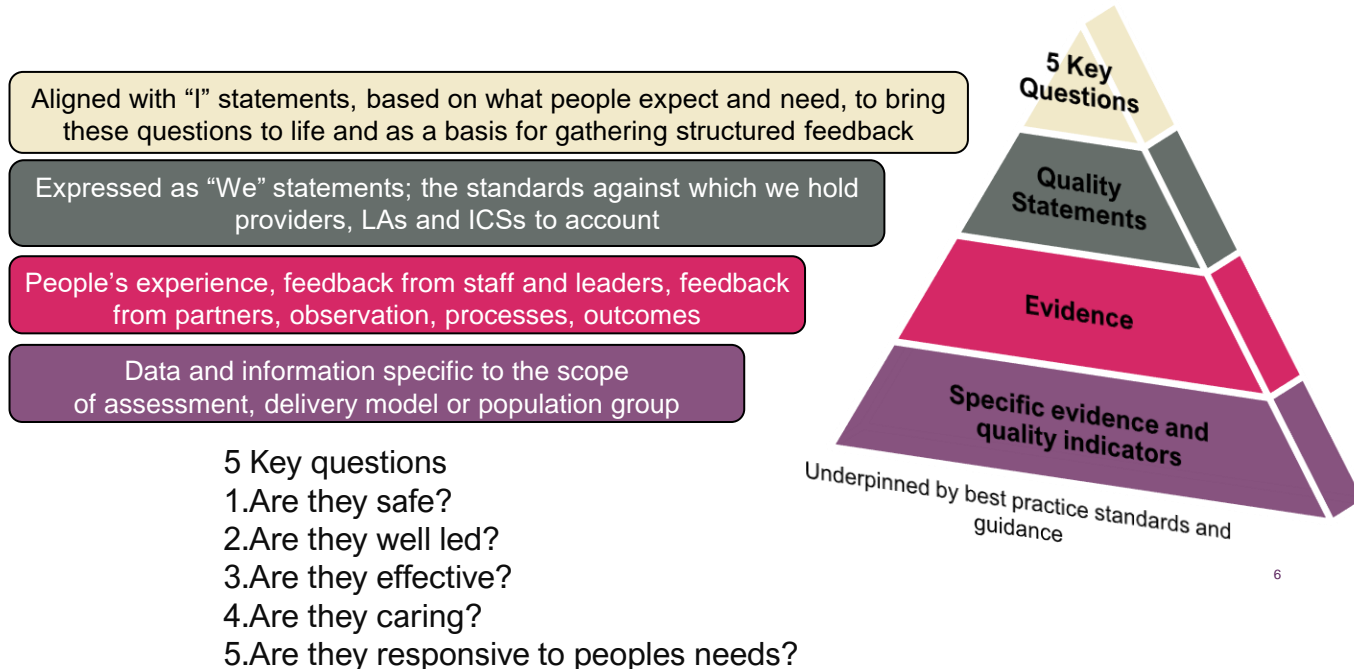 Aligned with “I” statements, based on what people expect and need, to bring
these questions to life and as a basis for gathering structured feedback
Expressed as “We” statements; the standards against which we hold
providers, LAs and ICSs to account
People’s experience, feedback from staff and leaders, feedback
from partners, observation, processes, outcomes
Data and information specific to the scope
of assessment, delivery model or population group
5 Key
Questions
Quality
Statements
Evidence
Specific evidence and
quality indicators
Underpinned by best practice standards and
guidance
5 Key questions
1.Are they safe?
2.Are they well led?
3.Are they effective?
4.Are they caring?
5.Are they responsive to peoples needs?
6